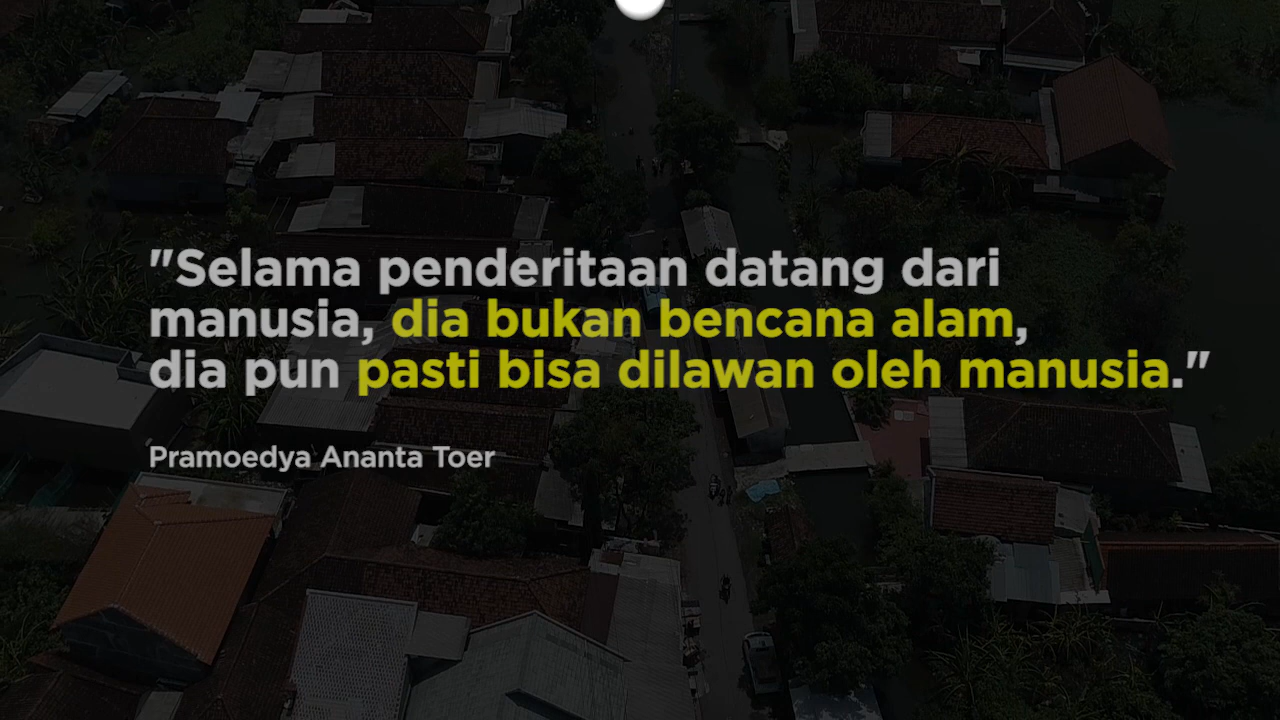 "Selama penderitaan datang dari
manusia, dia bukan bencana alam,
dia pun pasti bisa dilawan oleh manusia."
Pramoedya Ananta Toer